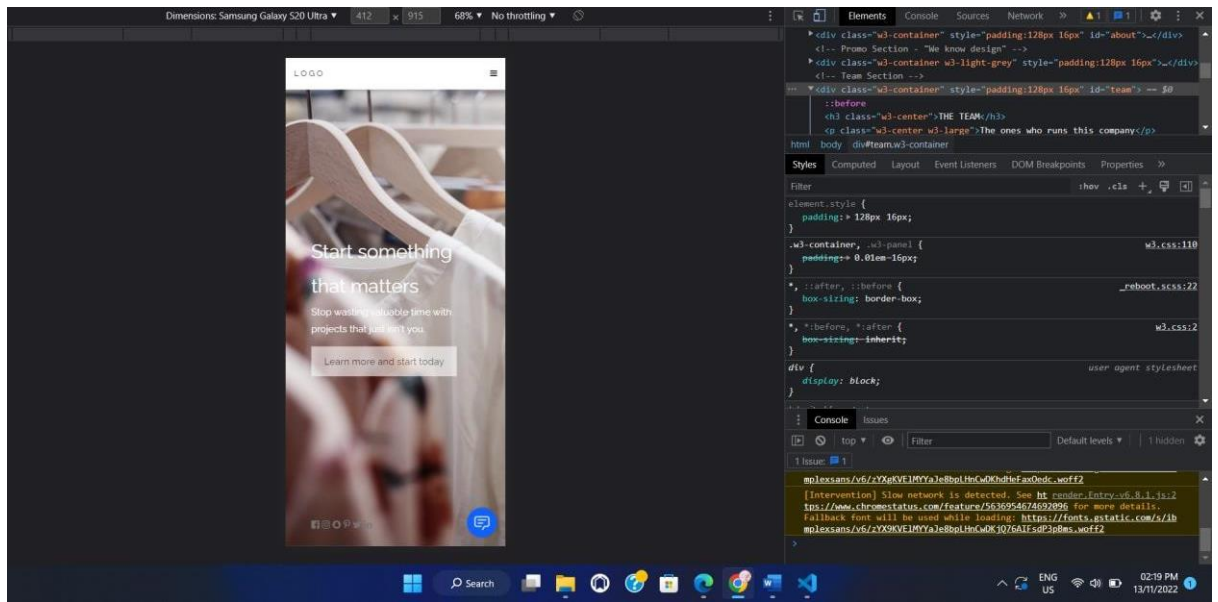 Dimensions: Samsung Galaxy S20 Ultra ▼ 412 × 915 68% ▼ No throttling ▼
Elements Console Sources Network » 1 1
<div class="w3-container" style="padding:128px 16px" id="about">…</div>
<!-- Promo Section - "We know design" -->
<div class="w3-container w3-light-grey" style="padding:128px 16px">…</div>
<!-- Team Section -->
<div class="w3-container" style="padding:128px 16px" id="team"> == $0
::before
<h3 class="w3-center">THE TEAM</h3>
<p class="w3-center w3-large">The ones who runs this company</p>
html body div#team.w3-container
Styles Computed Layout Event Listeners DOM Breakpoints Properties »
Filter :hov .cls +
element.style {
padding: 128px 16px;
}
.w3-container, .w3-panel { w3.css:110
padding: 0.01em 16px;
}
*, ::after, ::before { _reboot.scss:22
box-sizing: border-box;
}
*, *:before, *:after { w3.css:2
box-sizing: inherit;
}
div { user agent stylesheet
display: block;
}
Console Issues
top ▼ Filter Default levels ▼ 1 hidden
1 Issue: 1
mplexsans/v6/zYXgKVElMYYaJe8bpLHnCwDKhdHeFaxOedc.woff2
[Intervention] Slow network is detected. See ht render.Entry-v6.8.1.js:2
tps://www.chromestatus.com/feature/5636954674692096 for more details.
Fallback font will be used while loading: https://fonts.gstatic.com/s/ib
mplexsans/v6/zYX9KVElMYYaJe8bpLHnCwDKjQ76AIFsdP3pBms.woff2
LOGO
Start something
that matters
Stop wasting valuable time with
projects that just isn't you.
Learn more and start today
Search
ENG
US
02:19 PM
13/11/2022
1